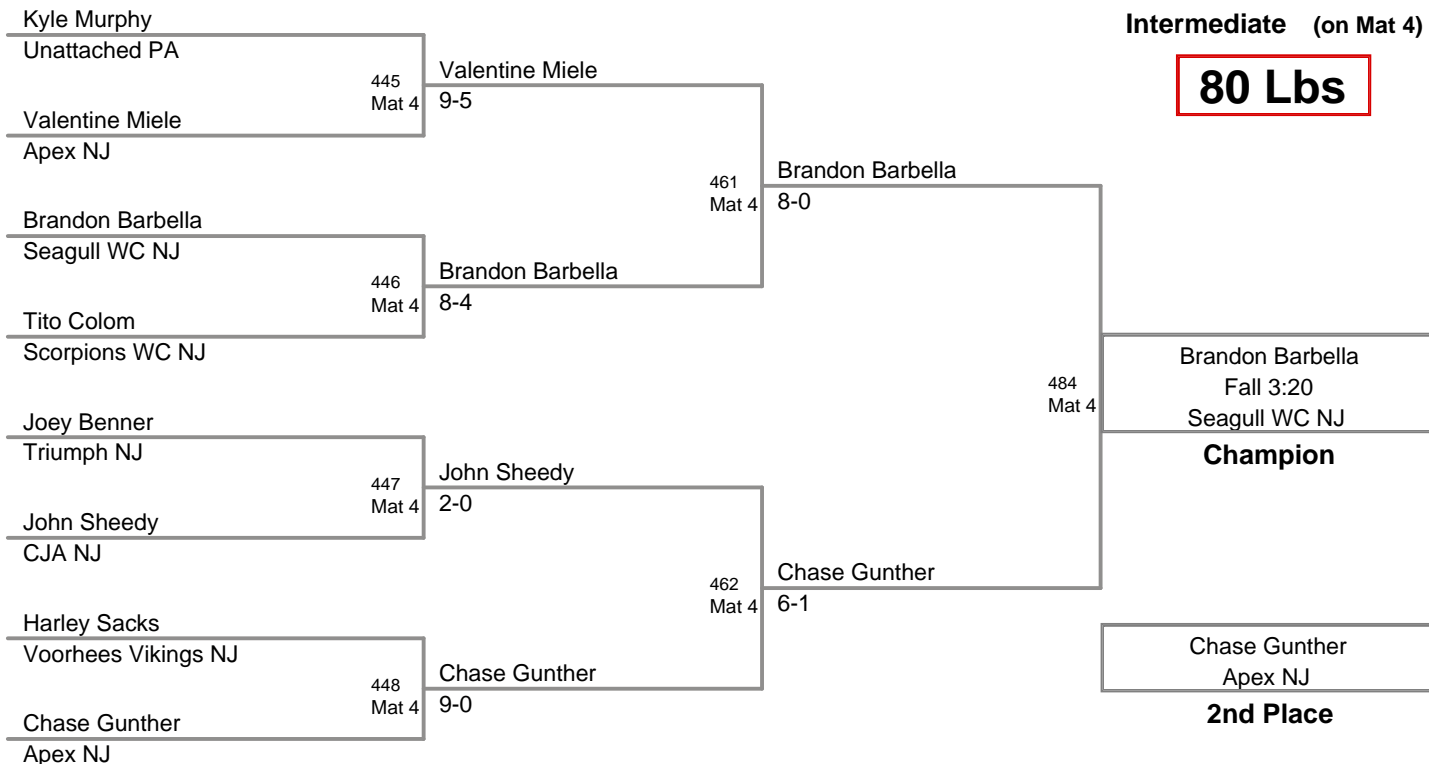 Intermediate (on Mat 4)
80 Lbs
Kyle Murphy
Unattached PA
445
Mat 4
Valentine Miele
9-5
Valentine Miele
Apex NJ
Brandon Barbella
Seagull WC NJ
446
Mat 4
Brandon Barbella
8-4
Tito Colom
Scorpions WC NJ
461
Mat 4
Brandon Barbella
8-0
Joey Benner
Triumph NJ
447
Mat 4
John Sheedy
2-0
John Sheedy
CJA NJ
Harley Sacks
Voorhees Vikings NJ
448
Mat 4
Chase Gunther
9-0
Chase Gunther
Apex NJ
462
Mat 4
Chase Gunther
6-1
484
Mat 4
Brandon Barbella
Fall 3:20
Seagull WC NJ
Champion
Chase Gunther
Apex NJ
2nd Place